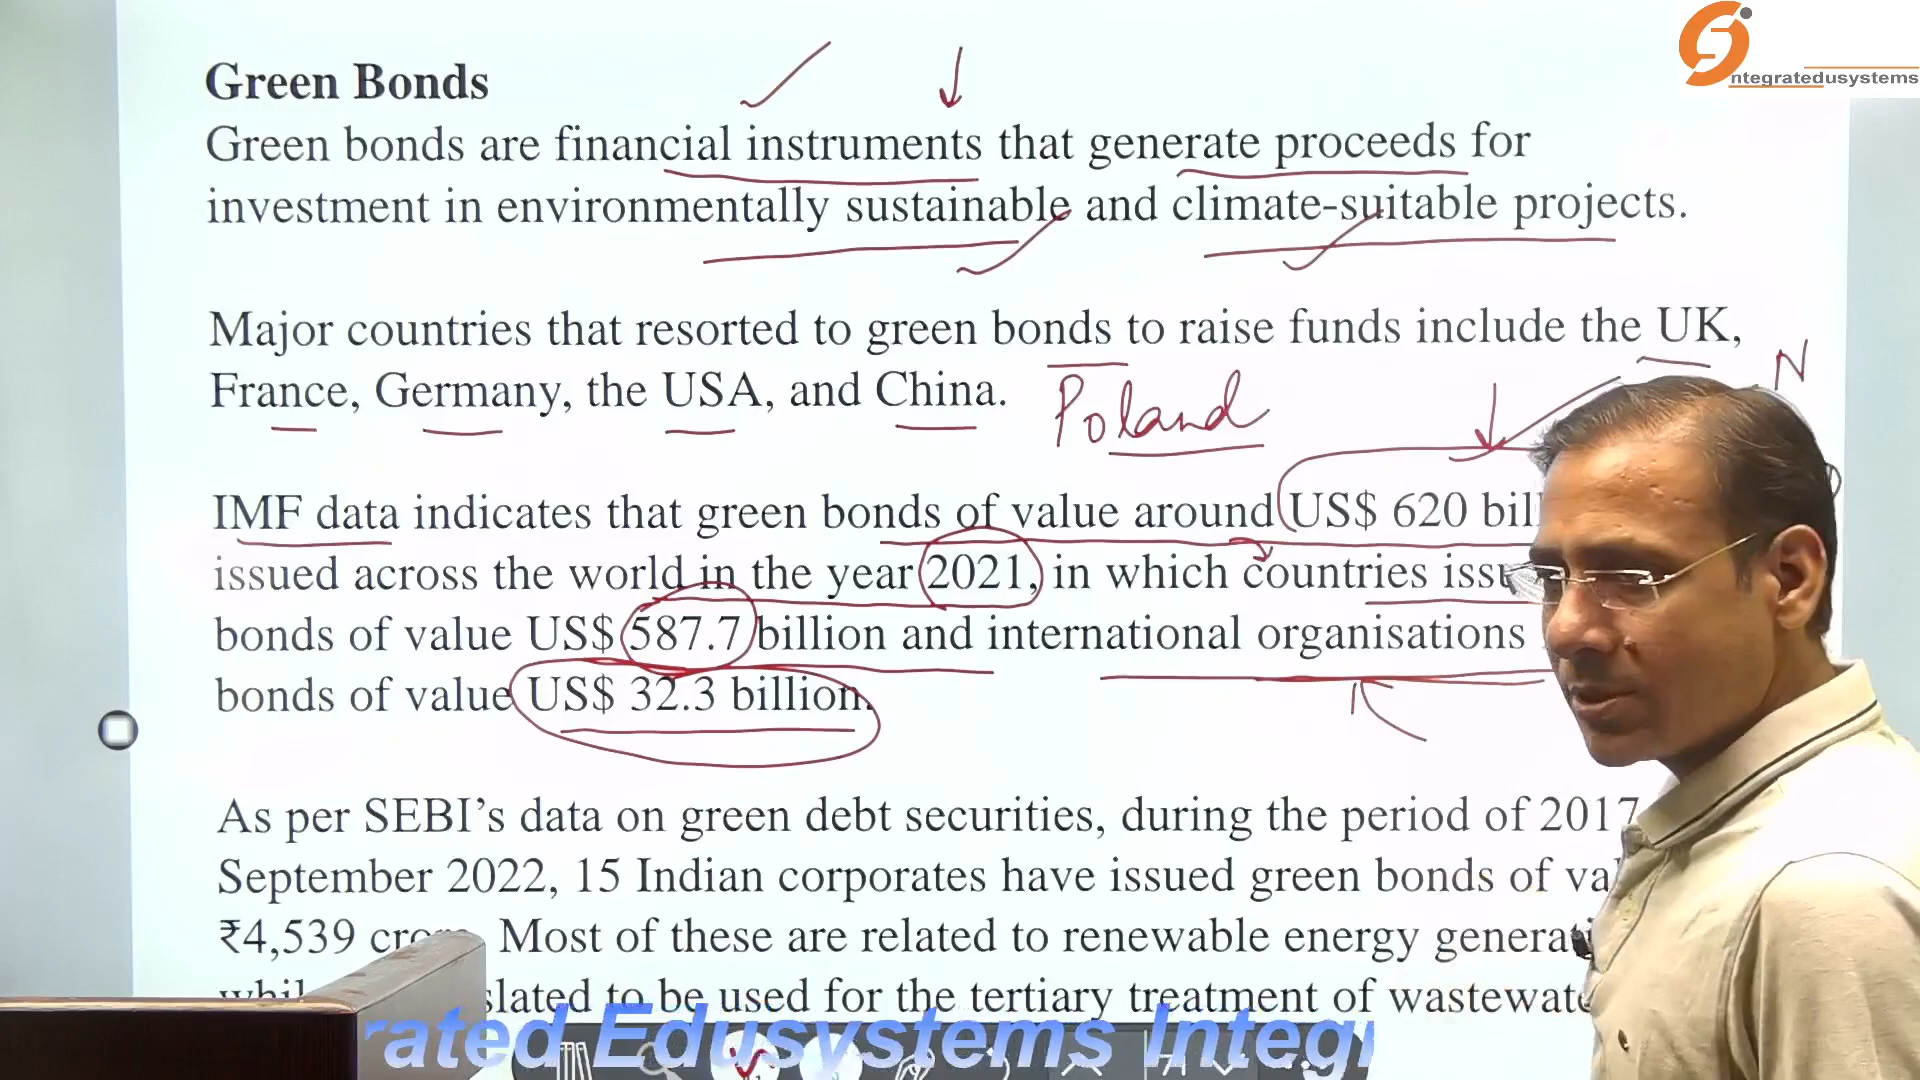 ntegratedusystems
Green Bonds
Green bonds are financial instruments that generate proceeds for
investment in environmentally sustainable and climate-suitable projects.
Major countries that resorted to green bonds to raise funds include the UK,
N
France, Germany, the USA, and China. Poland
IMF data indicates that green bonds of value around US$ 620 bil
issued across the world in the year 2021, in which countries issu
bonds of value US$ 587.7 billion and international organisations
bonds of value US$ 32.3 billion.
As per SEBI's data on green debt securities, during the period of 2017
September 2022, 15 Indian corporates have issued green bonds of va
₹4,539 Most of these are related to renewable energy
slated to be used for the tertiary treatment of
rated Edusystems Integr